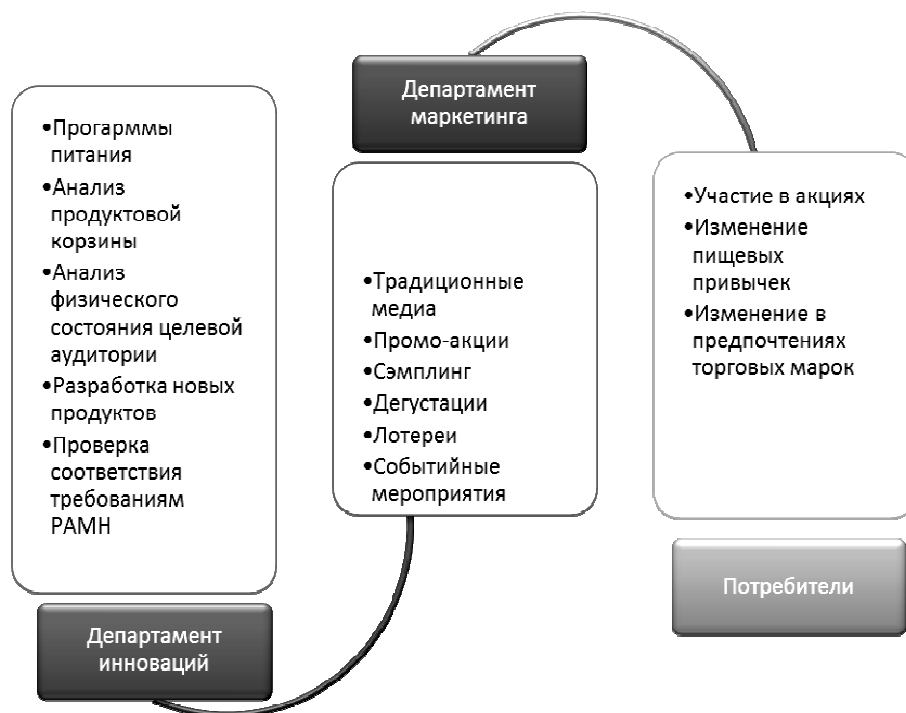 •Прогарммы
питания
•Анализ
продуктовой
корзины
•Анализ
физического
состояния целевой
аудитории
•Разработка новых
продуктов
•Проверка
соответствия
требованиям
РАМН
Департамент
инноваций
Департамент
маркетинга
•Традиционные
медиа
•Промо-акции
•Сэмплинг
•Дегустации
•Лотереи
•Событийные
мероприятия
•Участие в акциях
•Изменение
пищевых
привычек
•Изменение в
предпочтениях
торговых марок
Потребители